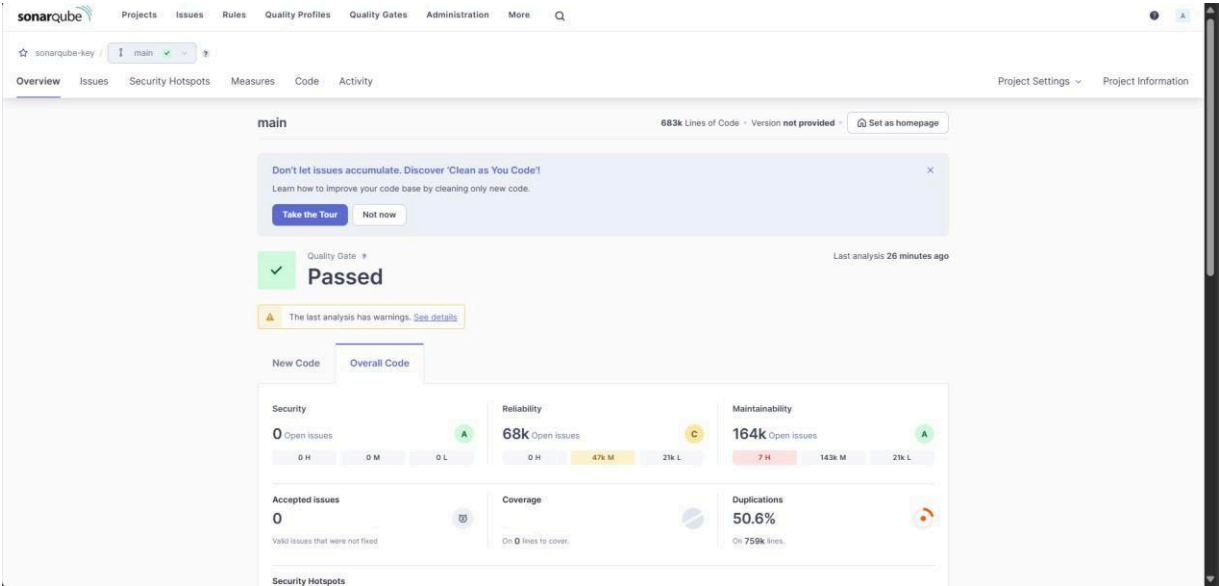 sonarqube Projects Issues Rules Quality Profiles Quality Gates Administration More A
sonarqube-key / main
Overview Issues Security Hotspots Measures Code Activity Project Settings Project Information
main 683k Lines of Code · Version not provided · Set as homepage
Don't let issues accumulate. Discover 'Clean as You Code'!
Learn how to improve your code base by cleaning only new code.
Take the Tour Not now
Quality Gate Last analysis 26 minutes ago
Passed
The last analysis has warnings. See details
New Code Overall Code
Security Reliability Maintainability
0 Open issues A 68k Open issues C 164k Open issues A
0 H 0 M 0 L 0 H 47k M 21k L 7 H 143k M 21k L
Accepted issues Coverage Duplications
0 50.6%
Valid issues that were not fixed On 0 lines to cover. On 759k lines.
Security Hotspots